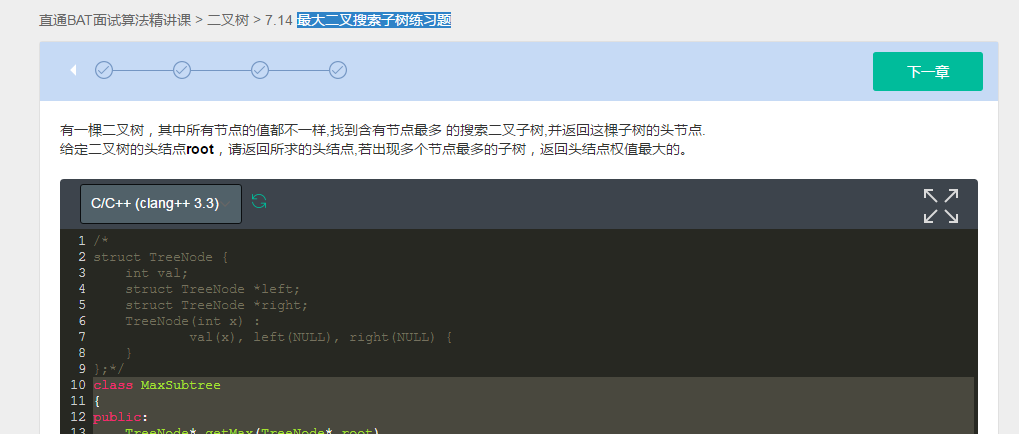 直通BAT面试算法精讲课 > 二叉树 > 7.14 最大二叉搜索子树练习题
下一章
有一棵二叉树，其中所有节点的值都不一样,找到含有节点最多 的搜索二叉子树,并返回这棵子树的头节点.
给定二叉树的头结点root，请返回所求的头结点,若出现多个节点最多的子树，返回头结点权值最大的。
C/C++ (clang++ 3.3)
1 /*
2 struct TreeNode {
3     int val;
4     struct TreeNode *left;
5     struct TreeNode *right;
6     TreeNode(int x) :
7             val(x), left(NULL), right(NULL) {
8     }
9 };*/
10 class MaxSubtree
11 {
12 public:
13     TreeNode* getMax(TreeNode* root)